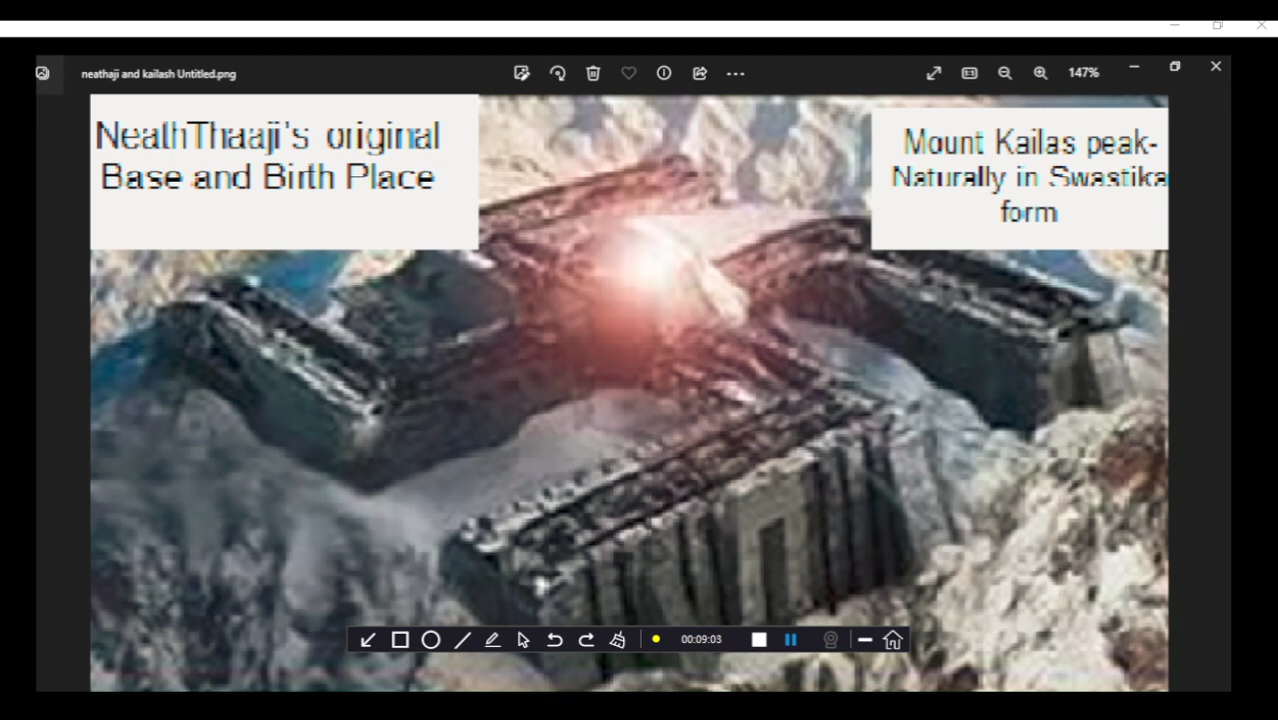 neathaji and kailash Untitled.png
147%
NeathThaaji's original
Base and Birth Place
Mount Kailas peak-
Naturally in Swastika
form
00:09:03